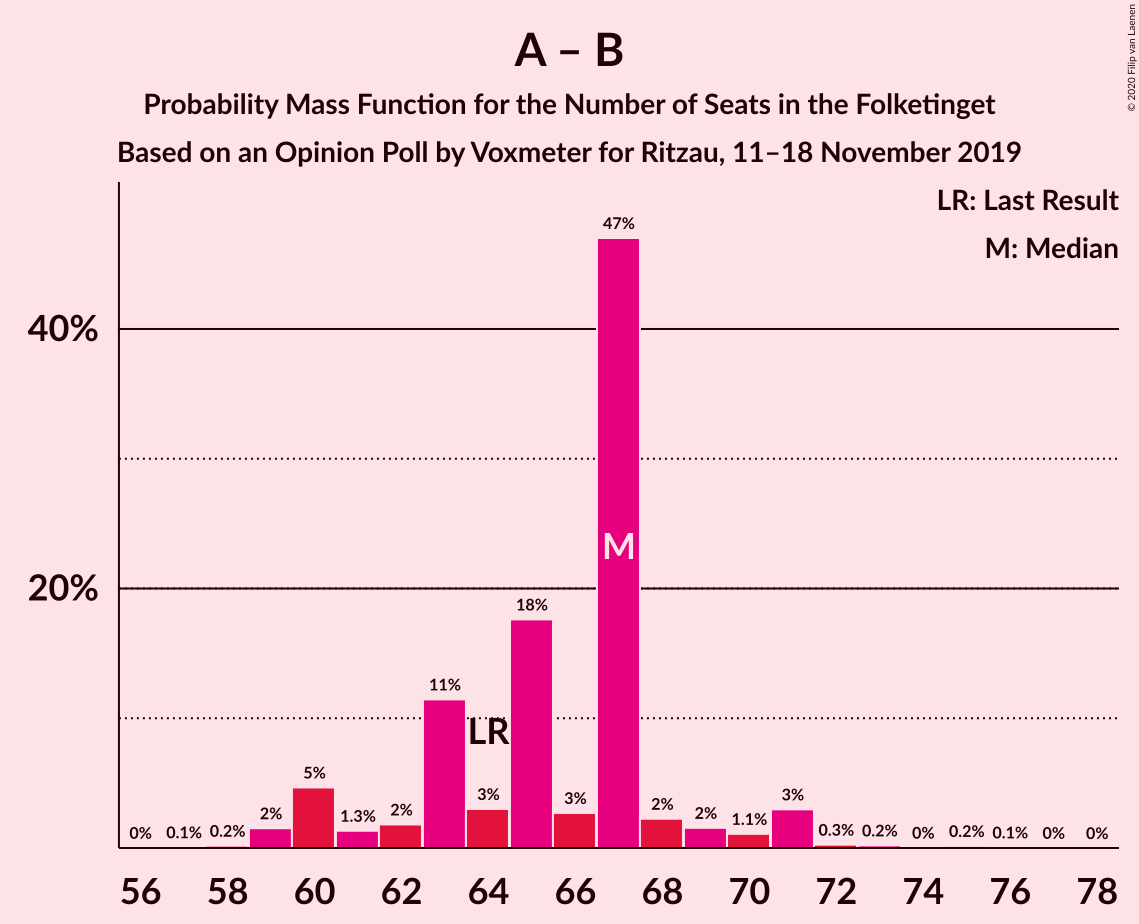 © 2020 Filip van Laenen
A – B
Probability Mass Function for the Number of Seats in the Folketinget
Based on an Opinion Poll by Voxmeter for Ritzau, 11–18 November 2019
LR: Last Result
M: Median
47%
40%
M
20%
18%
11%
LR
5%
3%
3%
3%
2%
1.3%
2%
2%
2%
1.1%
0%
0.1%
0.2%
0.3%
0.2%
0%
0.2%
0.1%
0%
0%
56 58 60 62 64 66 68 70 72 74 76 78